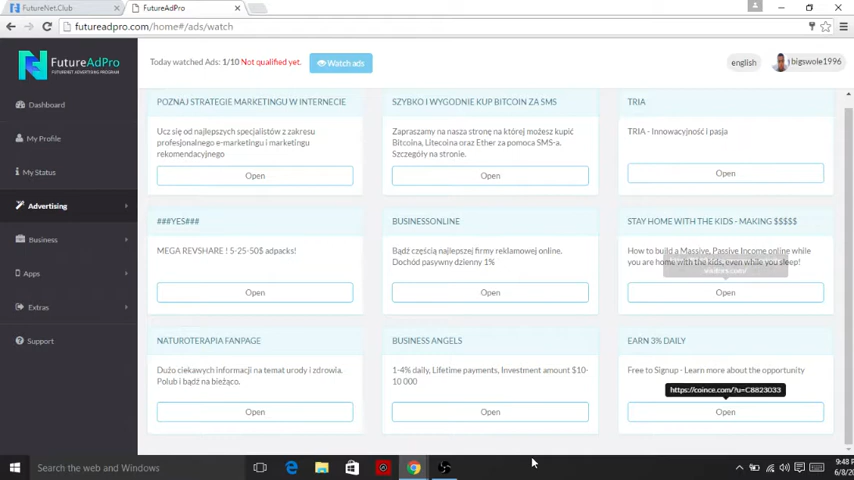 FutureNet.Club
FutureAdPro
futureadpro.com/home#/ads/watch
FutureAdPro
FUTURENET ADVERTISING PROGRAM
Today watched Ads: 1/10 Not qualified yet.
Watch ads
english
bigswole1996
Dashboard
My Profile
My Status
Advertising
Business
Apps
Extras
Support
POZNAJ STRATEGIE MARKETINGU W INTERNECIE
Ucz się od najlepszych specjalistów z zakresu
profesjonalnego e-marketingu i marketingu
rekomendacyjnego
Open
SZYBKO I WYGODNIE KUP BITCOIN ZA SMS
Zapraszamy na nasza stronę na której możesz kupić
Bitcoina, Litecoina oraz Ether za pomoca SMS-a.
Szczegóły na stronie.
Open
TRIA
TRIA - Innowacyjność i pasja
Open
###YES###
MEGA REVSHARE ! 5-25-50$ adpacks!
Open
BUSINESSONLINE
Bądź częścią najlepszej firmy reklamowej online.
Dochód pasywny dzienny 1%
Open
STAY HOME WITH THE KIDS - MAKING $$$$$
How to build a Massive, Passive Income online while
you are home with the kids, even while you sleep!
Open
NATUROTERAPIA FANPAGE
Dużo ciekawych informacji na temat urody i zdrowia.
Polub i bądź na bieżąco.
Open
BUSINESS ANGELS
1-4% daily, Lifetime payments, Investment amount $10-
10 000
Open
EARN 3% DAILY
Free to Signup - Learn more about the opportunity
https://coince.com/?u=C8823033
Open
Search the web and Windows
9:48
6/8/